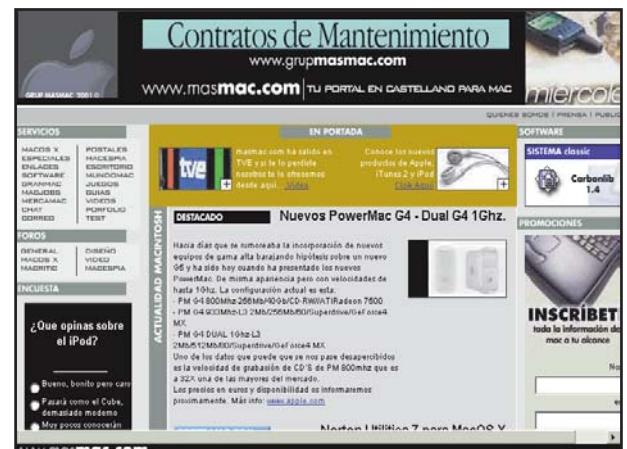 Contratos de Mantenimiento
www.grupmasmac.com
www.masmac.com TU PORTAL EN CASTELLANO PARA MAC
GRUP MASMAC 2001©
miercole
QUIENES SOMOS | PRENSA | PUBLIC
SERVICIOS
MACOS X
ESPECIALES
ENLACES
SOFTWARE
GRANMAC
MACJOBS
MERCAMAC
CHAT
CORREO
POSTALES
MACESPIA
ESCRITORIO
MUNDOMAC
JUEGOS
GUIAS
VIDEOS
PORFOLIO
TEST
FOROS
GENERAL
MACOS X
MADRITIC
DISEÑO
VIDEO
MACESPIA
ENCUESTA
¿Que opinas sobre
el iPod?
Bueno, bonito pero caro
Pasará como el Cube,
demasiado moderno
Muy pocos conocerán
EN PORTADA
tve
masmac.com ha salido en
TVE y si te lo perdiste
nosotros te lo ofrecemos
desde aqui. Video
Conoce los nuevos
productos de Apple,
iTunes 2 y iPod
Click Aqui
ACTUALIDAD MACINTOSH
DESTACADO
Nuevos PowerMac G4 - Dual G4 1Ghz.
Hacia días que se rumoreaba la incorporación de nuevos
equipos de gama alta barajando hipótesis sobre un nuevo
G5 y ha sido hoy cuando ha presentado los nuevos
PowerMac. De misma apariencia pero con velocidades de
hasta 1Ghz. La configuración actual es esta:
- PM G4 800Mhz 256Mb/40Gb/CD-RW/ATI Radeon 7500
- PM G4 933Mhz-L3 2Mb/256Mb/60/Superdrive/GeForce4
MX
- PM G4 DUAL 1Ghz-L3
2Mb/512Mb/80/Superdrive/GeForce4 MX
Uno de los datos que puede que se nos pase desapercibidos
es la velocidad de grabación de CD'S de PM 800mhz que es
a 32X una de las mayores del mercado.
Los precios en euros y disponibilidad os informaremos
proximamente. Más info: www.apple.com
Norton Utilities 7 para MacOS X
SOFTWARE
SISTEMA classic
Carbonlib
1.4
PROMOCIONES
INSCRÍBET
toda la información de
mac a tu alcance
No